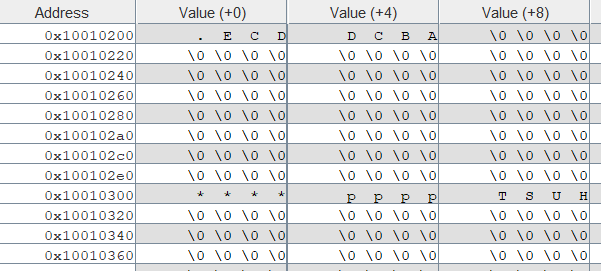 Address Value (+0) Value (+4) Value (+8)
0x10010200 . E C D D C B A \0 \0 \0 \0
0x10010220 \0 \0 \0 \0 \0 \0 \0 \0 \0 \0 \0 \0
0x10010240 \0 \0 \0 \0 \0 \0 \0 \0 \0 \0 \0 \0
0x10010260 \0 \0 \0 \0 \0 \0 \0 \0 \0 \0 \0 \0
0x10010280 \0 \0 \0 \0 \0 \0 \0 \0 \0 \0 \0 \0
0x100102a0 \0 \0 \0 \0 \0 \0 \0 \0 \0 \0 \0 \0
0x100102c0 \0 \0 \0 \0 \0 \0 \0 \0 \0 \0 \0 \0
0x100102e0 \0 \0 \0 \0 \0 \0 \0 \0 \0 \0 \0 \0
0x10010300 * * * * p p p p T S U H
0x10010320 \0 \0 \0 \0 \0 \0 \0 \0 \0 \0 \0 \0
0x10010340 \0 \0 \0 \0 \0 \0 \0 \0 \0 \0 \0 \0
0x10010360 \0 \0 \0 \0 \0 \0 \0 \0 \0 \0 \0 \0